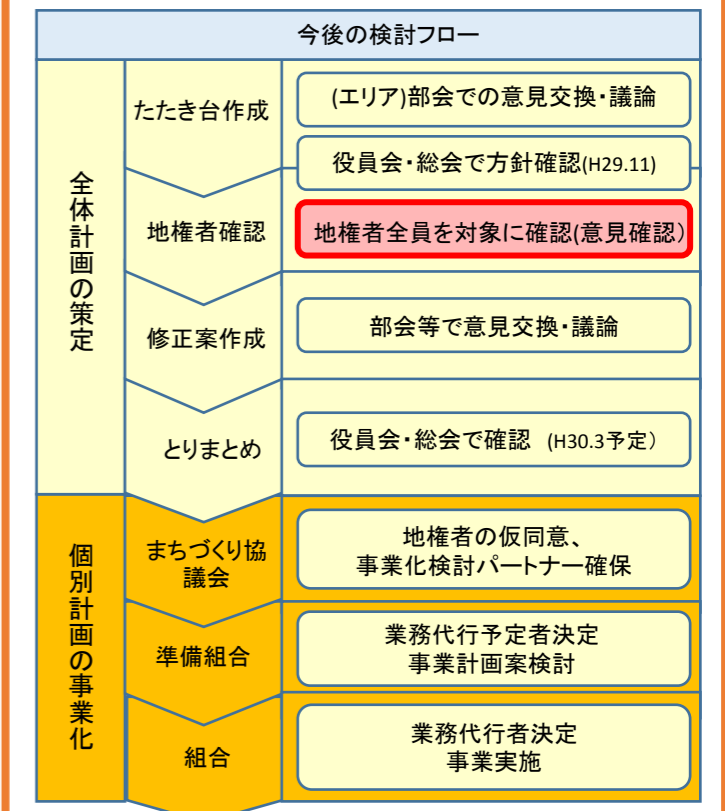 今後の検討フロー
全体計画の策定
たたき台作成
(エリア)部会での意見交換・議論
役員会・総会で方針確認(H29.11)
地権者確認
地権者全員を対象に確認(意見確認）
修正案作成
部会等で意見交換・議論
とりまとめ
役員会・総会で確認 (H30.3予定）
個別計画の事業化
まちづくり協
議会
地権者の仮同意、
事業化検討パートナー確保
準備組合
業務代行予定者決定
事業計画案検討
組合
業務代行者決定
事業実施